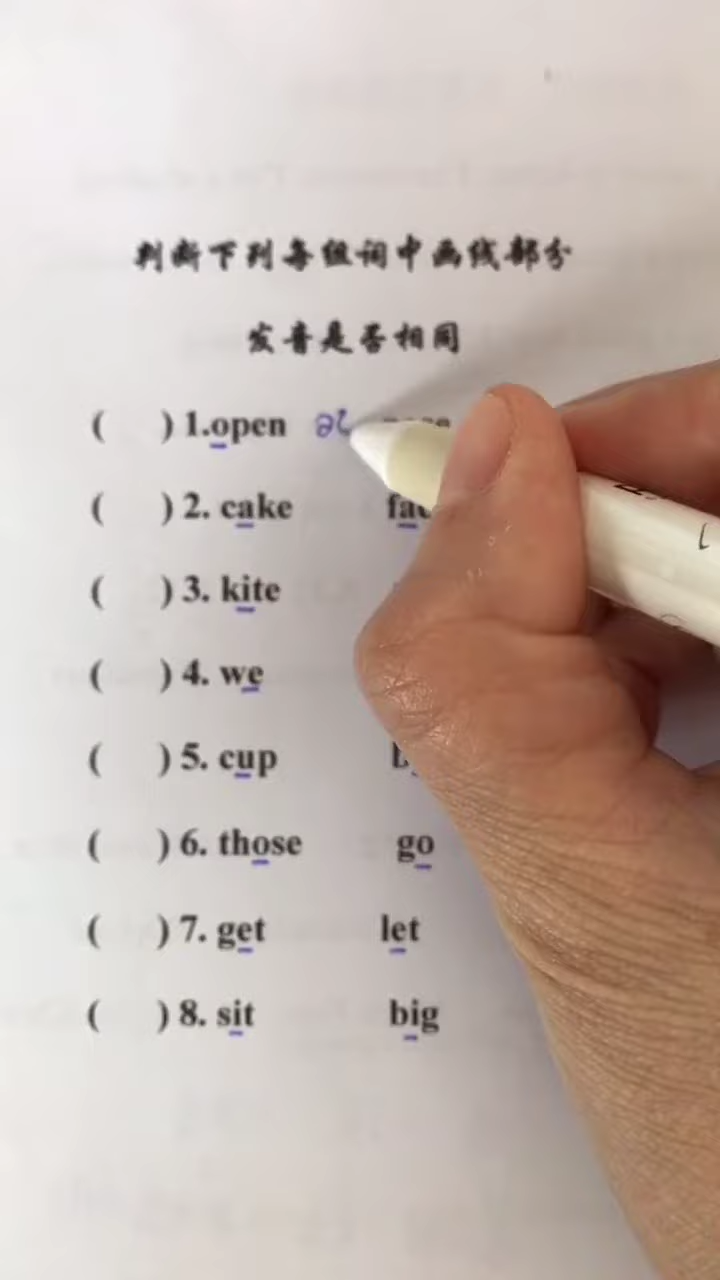 判断下列每组词中画线部分
发音是否相同
( ) 1.open əʊ
( ) 2. cake
( ) 3. kite
( ) 4. we
( ) 5. cup
( ) 6. those go
( ) 7. get let
( ) 8. sit big